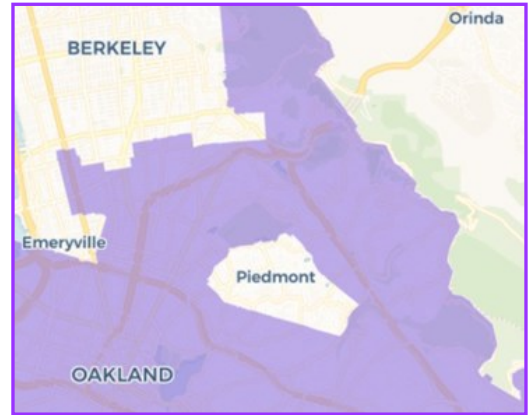 Orinda
BERKELEY
Emeryville
Piedmont
OAKLAND